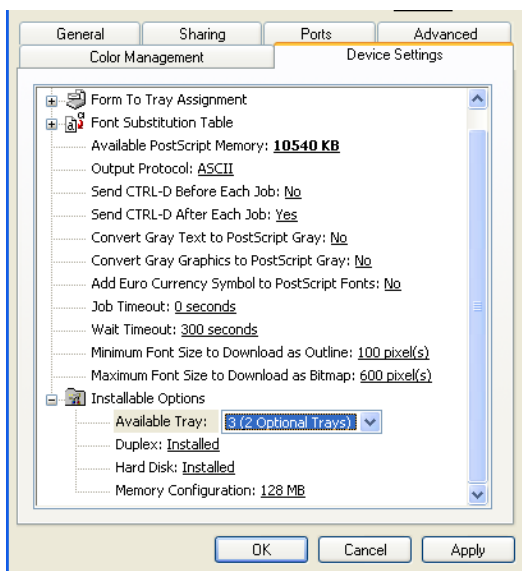 General Sharing Ports Advanced
Color Management Device Settings
Form To Tray Assignment
Font Substitution Table
Available PostScript Memory: 10540 KB
Output Protocol: ASCII
Send CTRL-D Before Each Job: No
Send CTRL-D After Each Job: Yes
Convert Gray Text to PostScript Gray: No
Convert Gray Graphics to PostScript Gray: No
Add Euro Currency Symbol to PostScript Fonts: No
Job Timeout: 0 seconds
Wait Timeout: 300 seconds
Minimum Font Size to Download as Outline: 100 pixel(s)
Maximum Font Size to Download as Bitmap: 600 pixel(s)
Installable Options
Available Tray: 3 (2 Optional Trays)
Duplex: Installed
Hard Disk: Installed
Memory Configuration: 128 MB
OK Cancel Apply